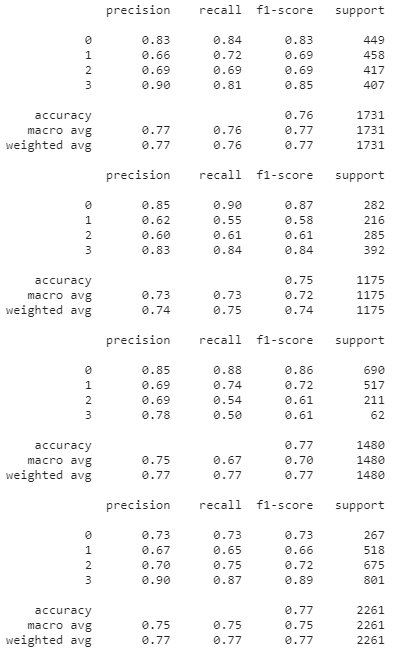 precision recall f1-score support
0 0.83 0.84 0.83 449
1 0.66 0.72 0.69 458
2 0.69 0.69 0.69 417
3 0.90 0.81 0.85 407
accuracy 0.76 1731
macro avg 0.77 0.76 0.77 1731
weighted avg 0.77 0.76 0.77 1731
precision recall f1-score support
0 0.85 0.90 0.87 282
1 0.62 0.55 0.58 216
2 0.60 0.61 0.61 285
3 0.83 0.84 0.84 392
accuracy 0.75 1175
macro avg 0.73 0.73 0.72 1175
weighted avg 0.74 0.75 0.74 1175
precision recall f1-score support
0 0.85 0.88 0.86 690
1 0.69 0.74 0.72 517
2 0.69 0.54 0.61 211
3 0.78 0.50 0.61 62
accuracy 0.77 1480
macro avg 0.75 0.67 0.70 1480
weighted avg 0.77 0.77 0.77 1480
precision recall f1-score support
0 0.73 0.73 0.73 267
1 0.67 0.65 0.66 518
2 0.70 0.75 0.72 675
3 0.90 0.87 0.89 801
accuracy 0.77 2261
macro avg 0.75 0.75 0.75 2261
weighted avg 0.77 0.77 0.77 2261